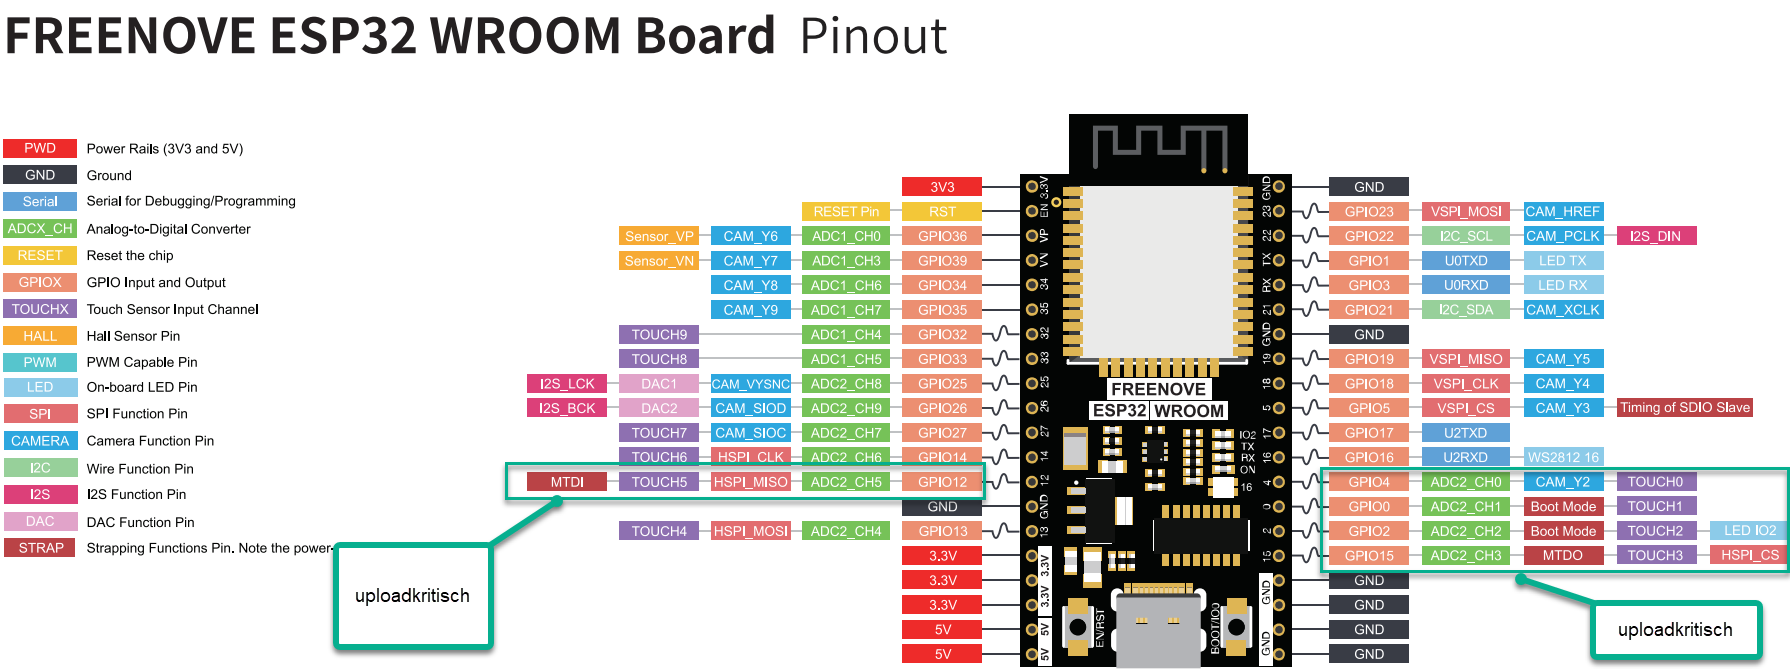 FREENOVE ESP32 WROOM Board Pinout
PWD Power Rails (3V3 and 5V)
GND Ground
Serial Serial for Debugging/Programming
ADCX_CH Analog-to-Digital Converter
RESET Reset the chip
GPIOX GPIO Input and Output
TOUCHX Touch Sensor Input Channel
HALL Hall Sensor Pin
PWM PWM Capable Pin
LED On-board LED Pin
SPI SPI Function Pin
CAMERA Camera Function Pin
I2C Wire Function Pin
I2S I2S Function Pin
DAC DAC Function Pin
STRAP Strapping Functions Pin. Note the power-
3V3 3.3V
RESET Pin RST EN
Sensor_VP CAM_Y6 ADC1_CH0 GPIO36 VP
Sensor_VN CAM_Y7 ADC1_CH3 GPIO39 VN
CAM_Y8 ADC1_CH6 GPIO34 34
CAM_Y9 ADC1_CH7 GPIO35 35
TOUCH9 ADC1_CH4 GPIO32 32
TOUCH8 ADC1_CH5 GPIO33 33
I2S_LCK DAC1 CAM_VYSNC ADC2_CH8 GPIO25 25
I2S_BCK DAC2 CAM_SIOD ADC2_CH9 GPIO26 26
TOUCH7 CAM_SIOC ADC2_CH7 GPIO27 27
TOUCH6 HSPI_CLK ADC2_CH6 GPIO14 14
MTDI TOUCH5 HSPI_MISO ADC2_CH5 GPIO12 12
GND GND
TOUCH4 HSPI_MOSI ADC2_CH4 GPIO13 13
3.3V 3.3V
3.3V
3.3V 3.3V
5V 5V
5V 5V
uploadkritisch
FREENOVE
ESP32 WROOM
IO2
TX
RX
ON
16
EN/RST
BOOT/IO0
GND GND
23 GPIO23 VSPI_MOSI CAM_HREF
22 GPIO22 I2C_SCL CAM_PCLK I2S_DIN
TX GPIO1 U0TXD LED TX
RX GPIO3 U0RXD LED RX
21 GPIO21 I2C_SDA CAM_XCLK
GND GND
19 GPIO19 VSPI_MISO CAM_Y5
18 GPIO18 VSPI_CLK CAM_Y4
5 GPIO5 VSPI_CS CAM_Y3 Timing of SDIO Slave
17 GPIO17 U2TXD
16 GPIO16 U2RXD WS2812 16
4 GPIO4 ADC2_CH0 CAM_Y2 TOUCH0
0 GPIO0 ADC2_CH1 Boot Mode TOUCH1
2 GPIO2 ADC2_CH2 Boot Mode TOUCH2 LED IO2
15 GPIO15 ADC2_CH3 MTDO TOUCH3 HSPI_CS
GND GND
GND
GND GND
GND
uploadkritisch